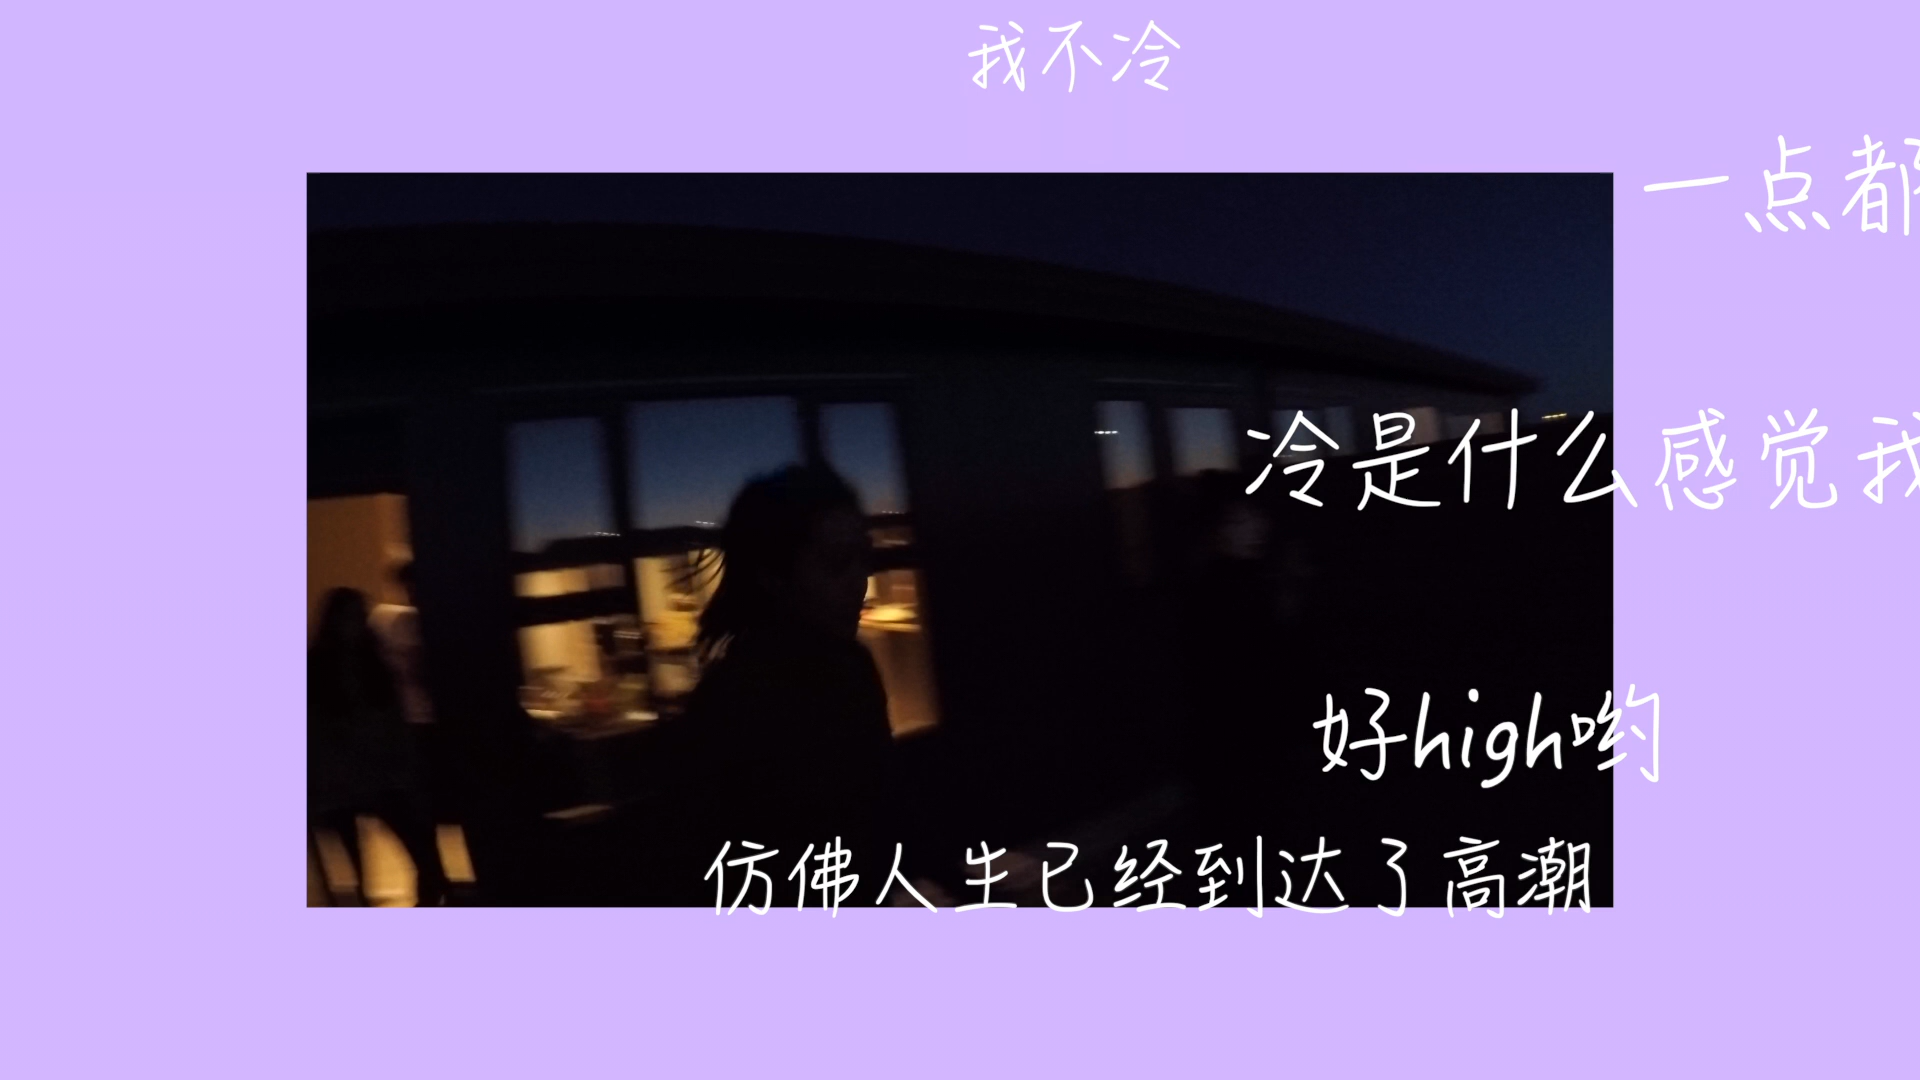 我不冷
一点都
冷是什么感觉我
好high哟
仿佛人生已经到达了高潮